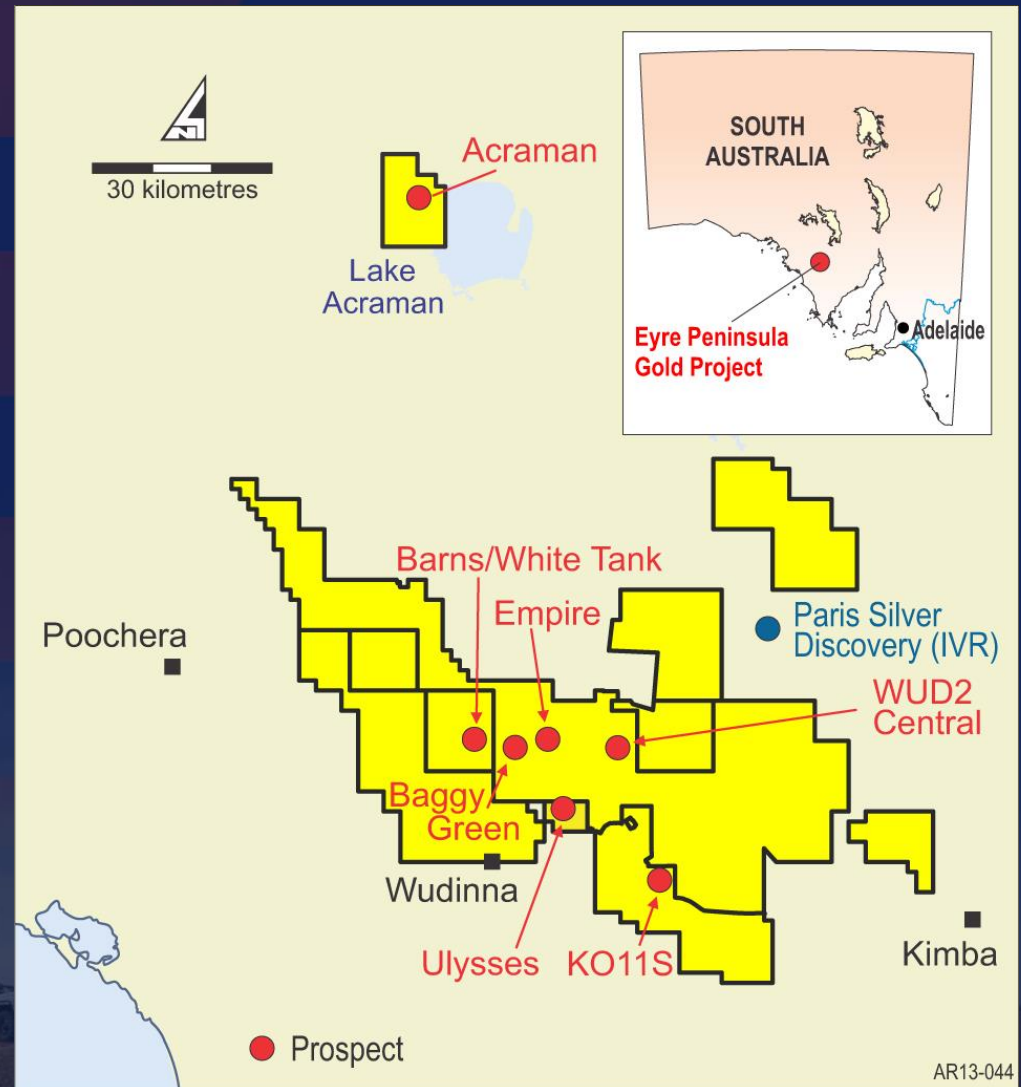 N
30 kilometres
Acraman
Lake
Acraman
SOUTH
AUSTRALIA
Adelaide
Eyre Peninsula
Gold Project
Barns/White Tank
Empire
Poochera
Paris Silver
Discovery (IVR)
WUD2
Central
Baggy
Green
Wudinna
Ulysses
KO11S
Kimba
Prospect
AR13-044